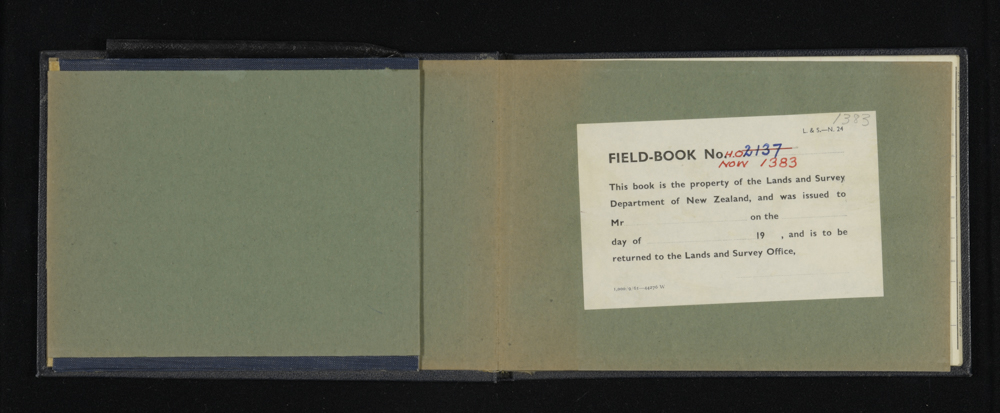 1383
L. & S.—N. 24
FIELD-BOOK No. H.O. 2137
NOW 1383
This book is the property of the Lands and Survey
Department of New Zealand, and was issued to
Mr on the
day of 19 , and is to be
returned to the Lands and Survey Office,